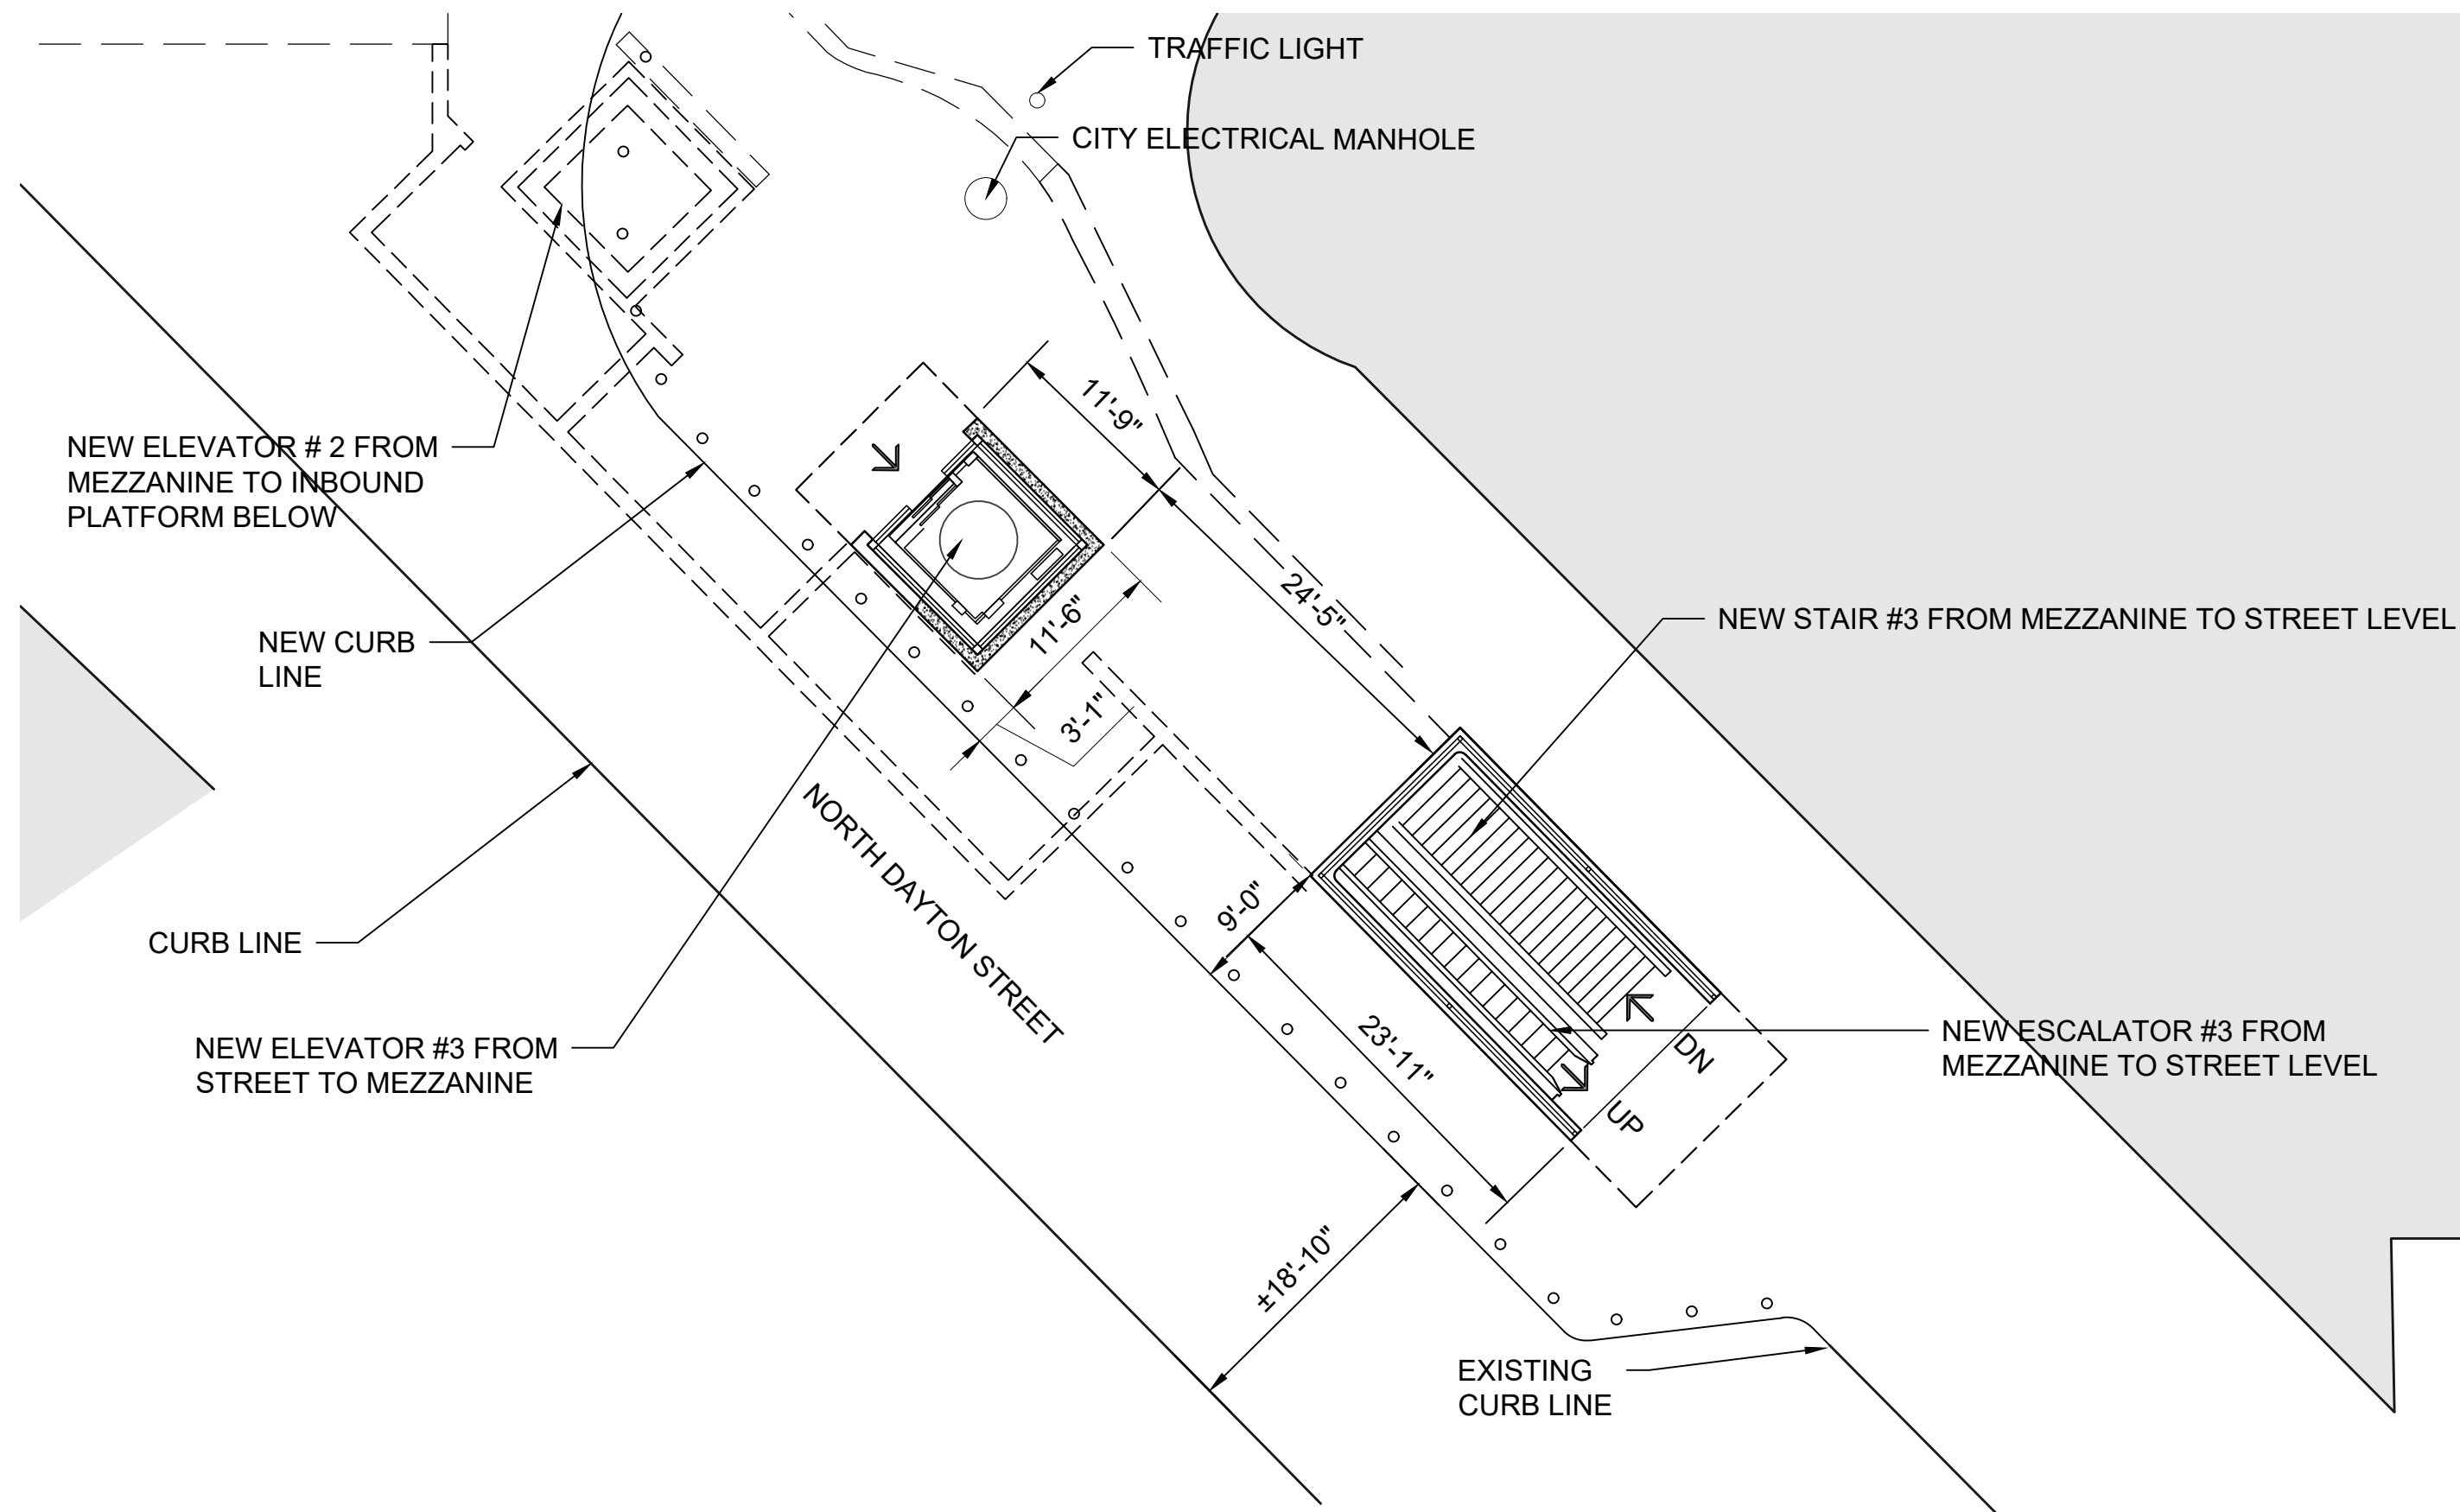 TRAFFIC LIGHT
CITY ELECTRICAL MANHOLE
11'-9"
NEW ELEVATOR # 2 FROM
MEZZANINE TO INBOUND
PLATFORM BELOW
24'-5"
NEW STAIR #3 FROM MEZZANINE TO STREET LEVEL
11'-6"
NEW CURB
LINE
3'-1"
NORTH DAYTON STREET
9'-0"
CURB LINE
23'-11"
NEW ELEVATOR #3 FROM
STREET TO MEZZANINE
NEW ESCALATOR #3 FROM
MEZZANINE TO STREET LEVEL
DN
UP
±18'-10"
EXISTING
CURB LINE